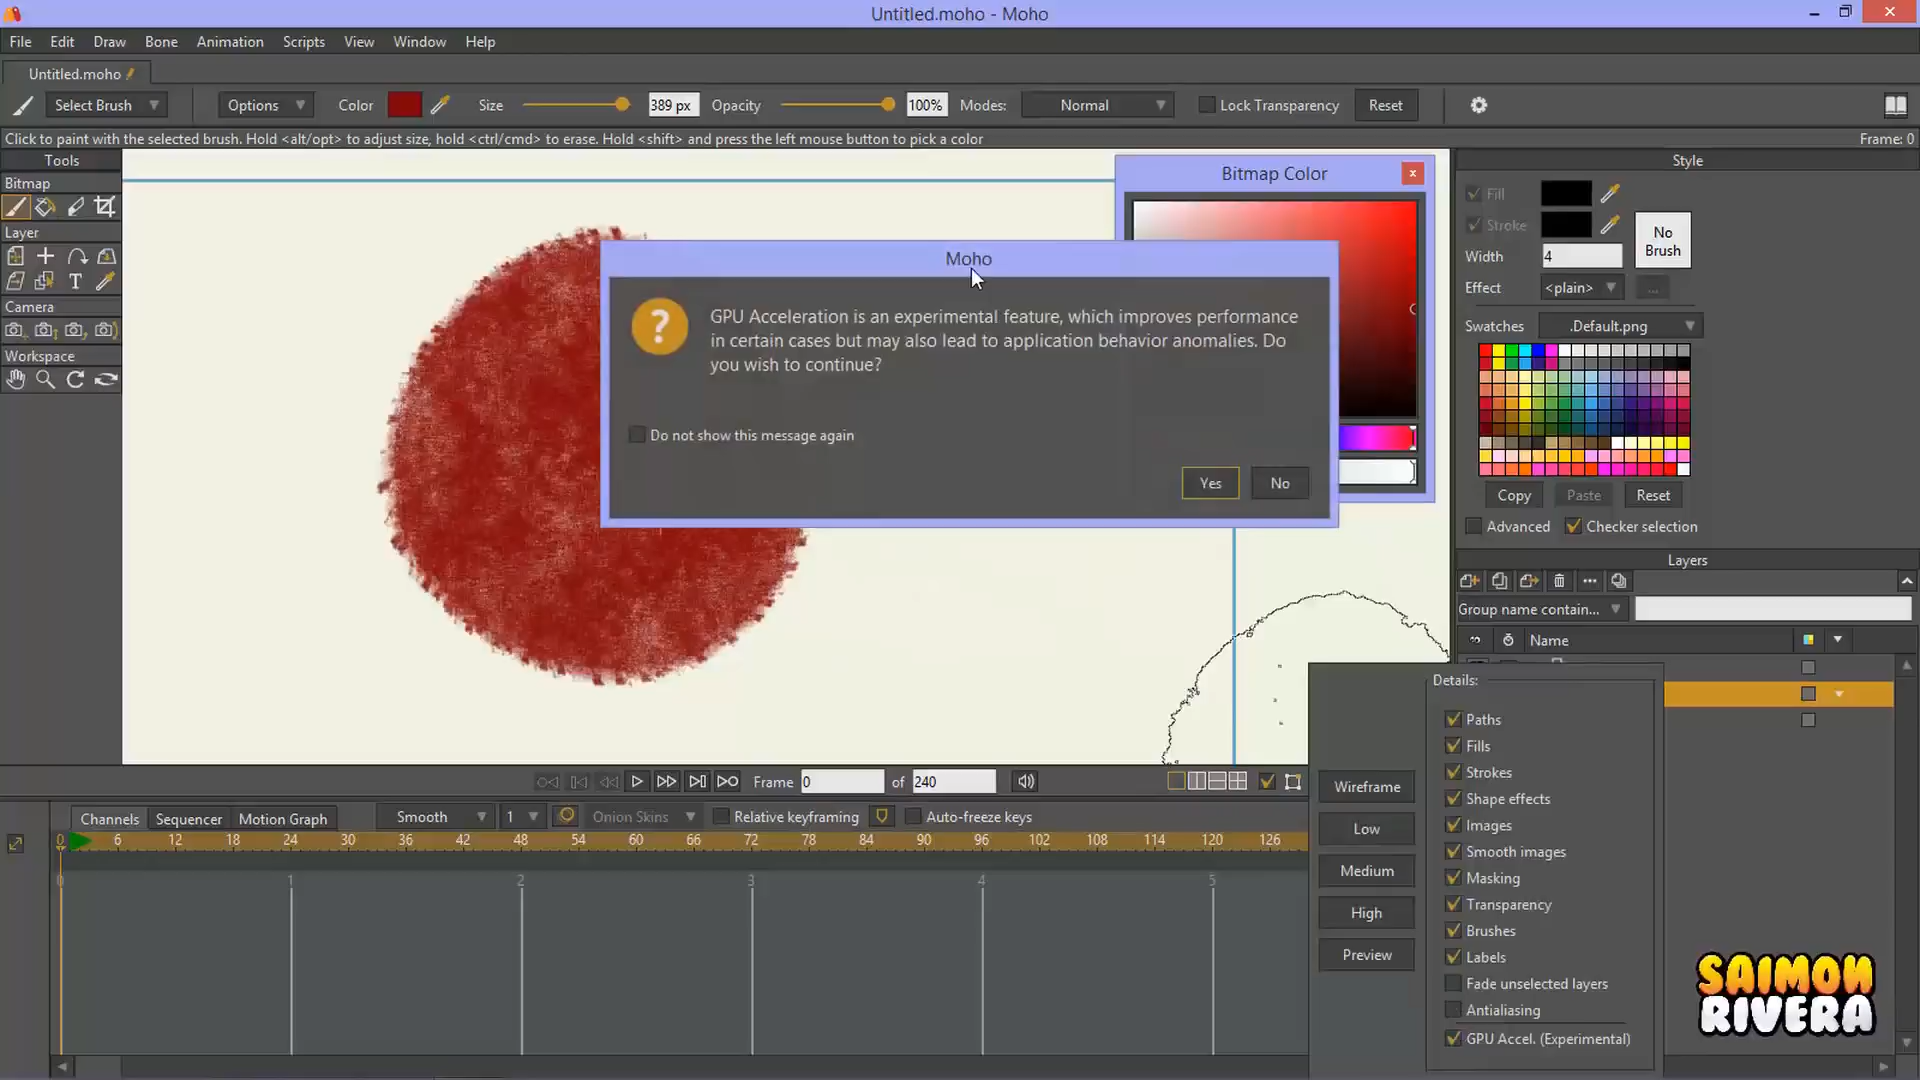 Untitled.moho - Moho
File Edit Draw Bone Animation Scripts View Window Help
Untitled.moho
Select Brush Options Color Size 389 px Opacity 100% Modes: Normal Lock Transparency Reset
Click to paint with the selected brush. Hold <alt/opt> to adjust size, hold <ctrl/cmd> to erase. Hold <shift> and press the left mouse button to pick a color Frame: 0
Tools
Bitmap
Layer
Camera
Workspace
Bitmap Color
Moho
GPU Acceleration is an experimental feature, which improves performance
in certain cases but may also lead to application behavior anomalies. Do
you wish to continue?
Do not show this message again
Yes No
Style
Fill
Stroke
No
Brush
Width 4
Effect <plain> ...
Swatches .Default.png
Copy Paste Reset
Advanced Checker selection
Layers
Group name contain...
Name
Details:
Paths
Fills
Strokes
Shape effects
Images
Smooth images
Masking
Transparency
Brushes
Labels
Fade unselected layers
Antialiasing
GPU Accel. (Experimental)
Wireframe
Low
Medium
High
Preview
Frame 0 of 240
Channels Sequencer Motion Graph Smooth 1 Onion Skins Relative keyframing Auto-freeze keys
0 6 12 18 24 30 36 42 48 54 60 66 72 78 84 90 96 102 108 114 120 126
0 1 2 3 4 5
SAIMON
RIVERA